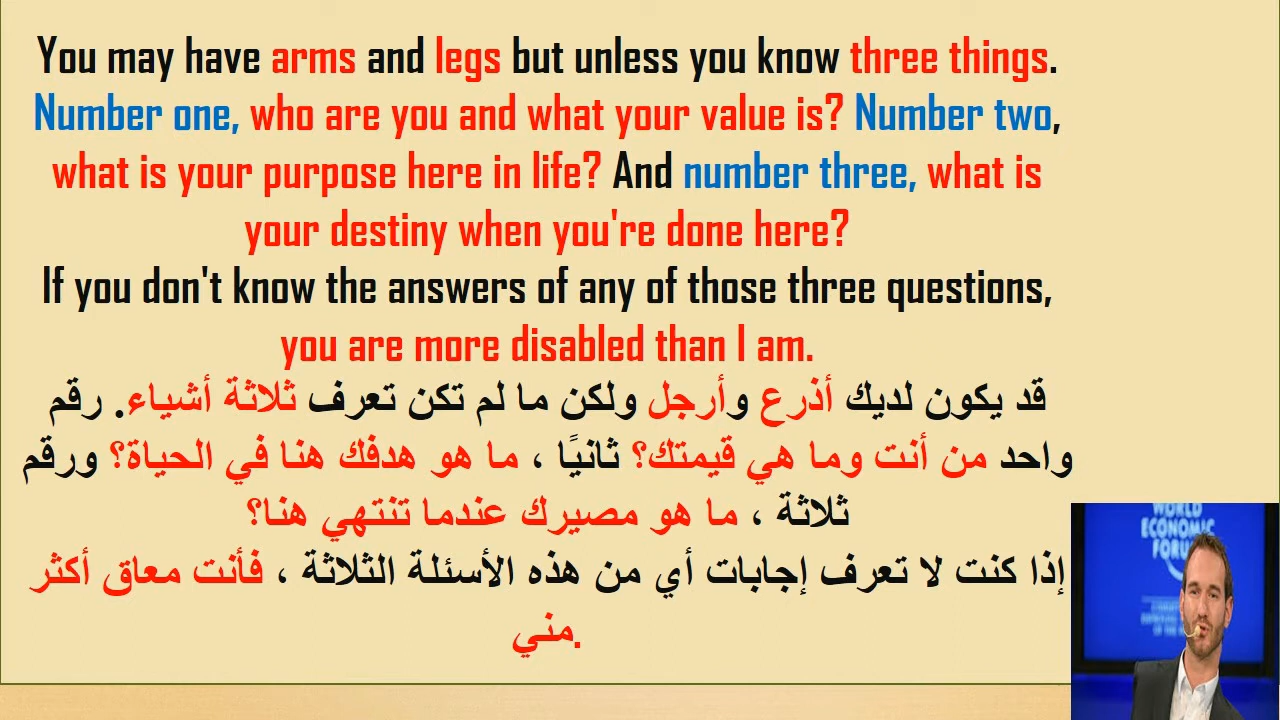 You may have arms and legs but unless you know three things.
Number one, who are you and what your value is? Number two,
what is your purpose here in life? And number three, what is
your destiny when you're done here?
If you don't know the answers of any of those three questions,
you are more disabled than I am.
قد يكون لديك أذرع وأرجل ولكن ما لم تكن تعرف ثلاثة أشياء. رقم
واحد من أنت وما هي قيمتك؟ ثانيًا ، ما هو هدفك هنا في الحياة؟ ورقم
ثلاثة ، ما هو مصيرك عندما تنتهي هنا؟
إذا كنت لا تعرف إجابات أي من هذه الأسئلة الثلاثة ، فأنت معاق أكثر
مني.
WORLD
ECONOMIC
FORUM